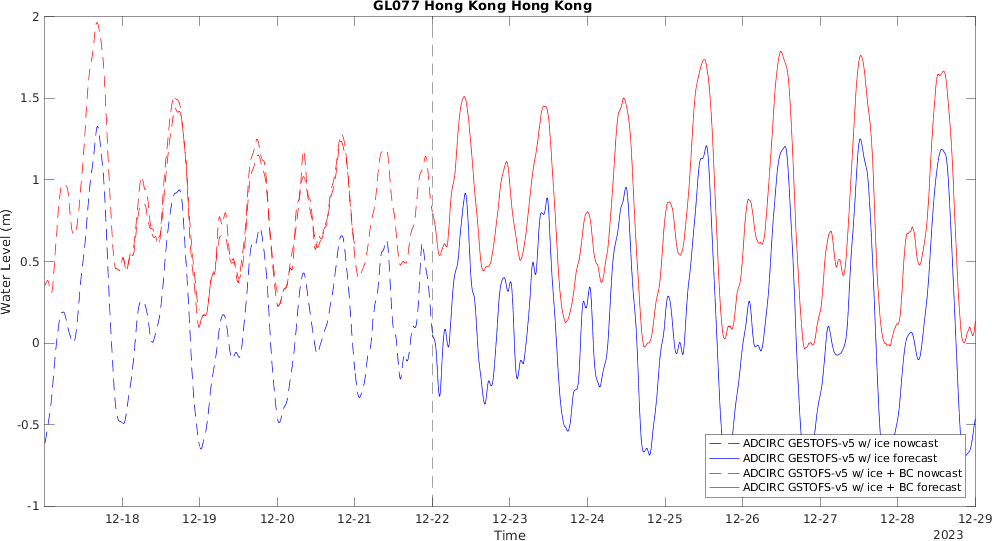 GL077 Hong Kong Hong Kong
Water Level (m)
2
1.5
1
0.5
0
-0.5
-1
ADCIRC GESTOFS-v5 w/ ice nowcast
ADCIRC GESTOFS-v5 w/ ice forecast
ADCIRC GSTOFS-v5 w/ ice + BC nowcast
ADCIRC GSTOFS-v5 w/ ice + BC forecast
12-18 12-19 12-20 12-21 12-22 12-23 12-24 12-25 12-26 12-27 12-28 12-29
Time
2023